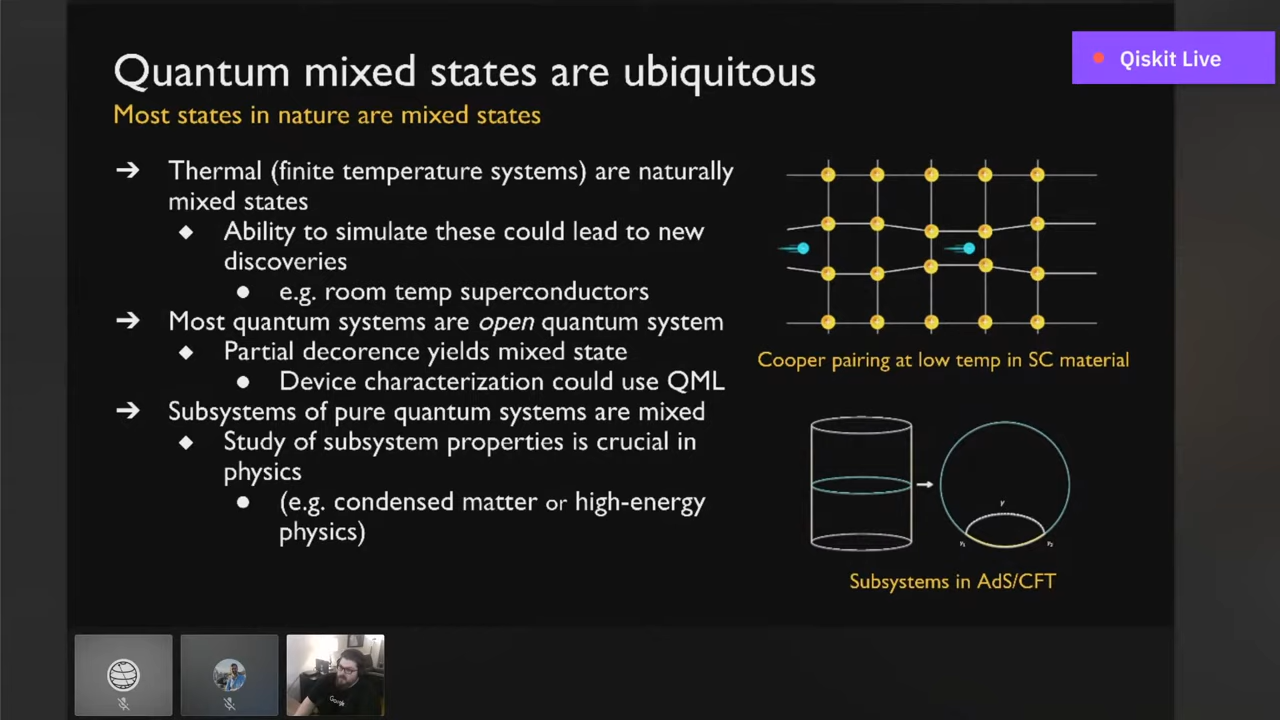 Quantum mixed states are ubiquitous
Qiskit Live
Most states in nature are mixed states
➔ Thermal (finite temperature systems) are naturally
mixed states
◆ Ability to simulate these could lead to new
discoveries
● e.g. room temp superconductors
➔ Most quantum systems are open quantum system
◆ Partial decorence yields mixed state
● Device characterization could use QML
➔ Subsystems of pure quantum systems are mixed
◆ Study of subsystem properties is crucial in
physics
● (e.g. condensed matter or high-energy
physics)
Cooper pairing at low temp in SC material
Subsystems in AdS/CFT
Google